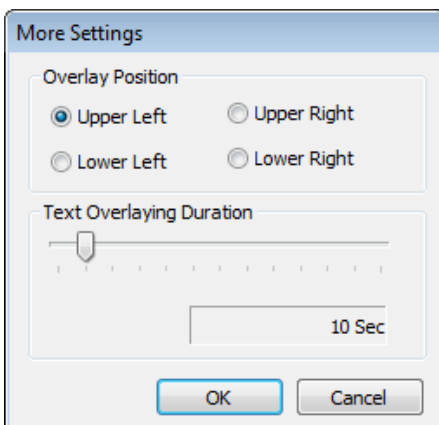 More Settings
Overlay Position
Upper Left Upper Right
Lower Left Lower Right
Text Overlaying Duration
10 Sec
OK Cancel